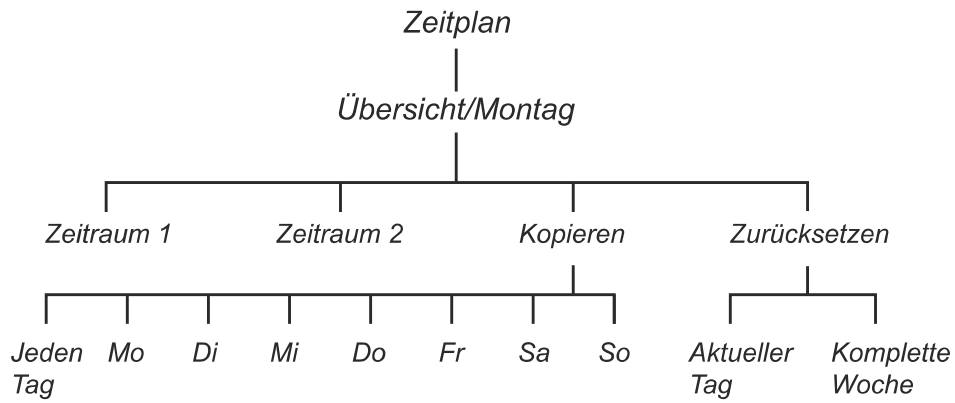 Zeitplan
Übersicht/Montag
Zeitraum 1 Zeitraum 2 Kopieren Zurücksetzen
Jeden Tag Mo Di Mi Do Fr Sa So Aktueller Tag Komplette Woche